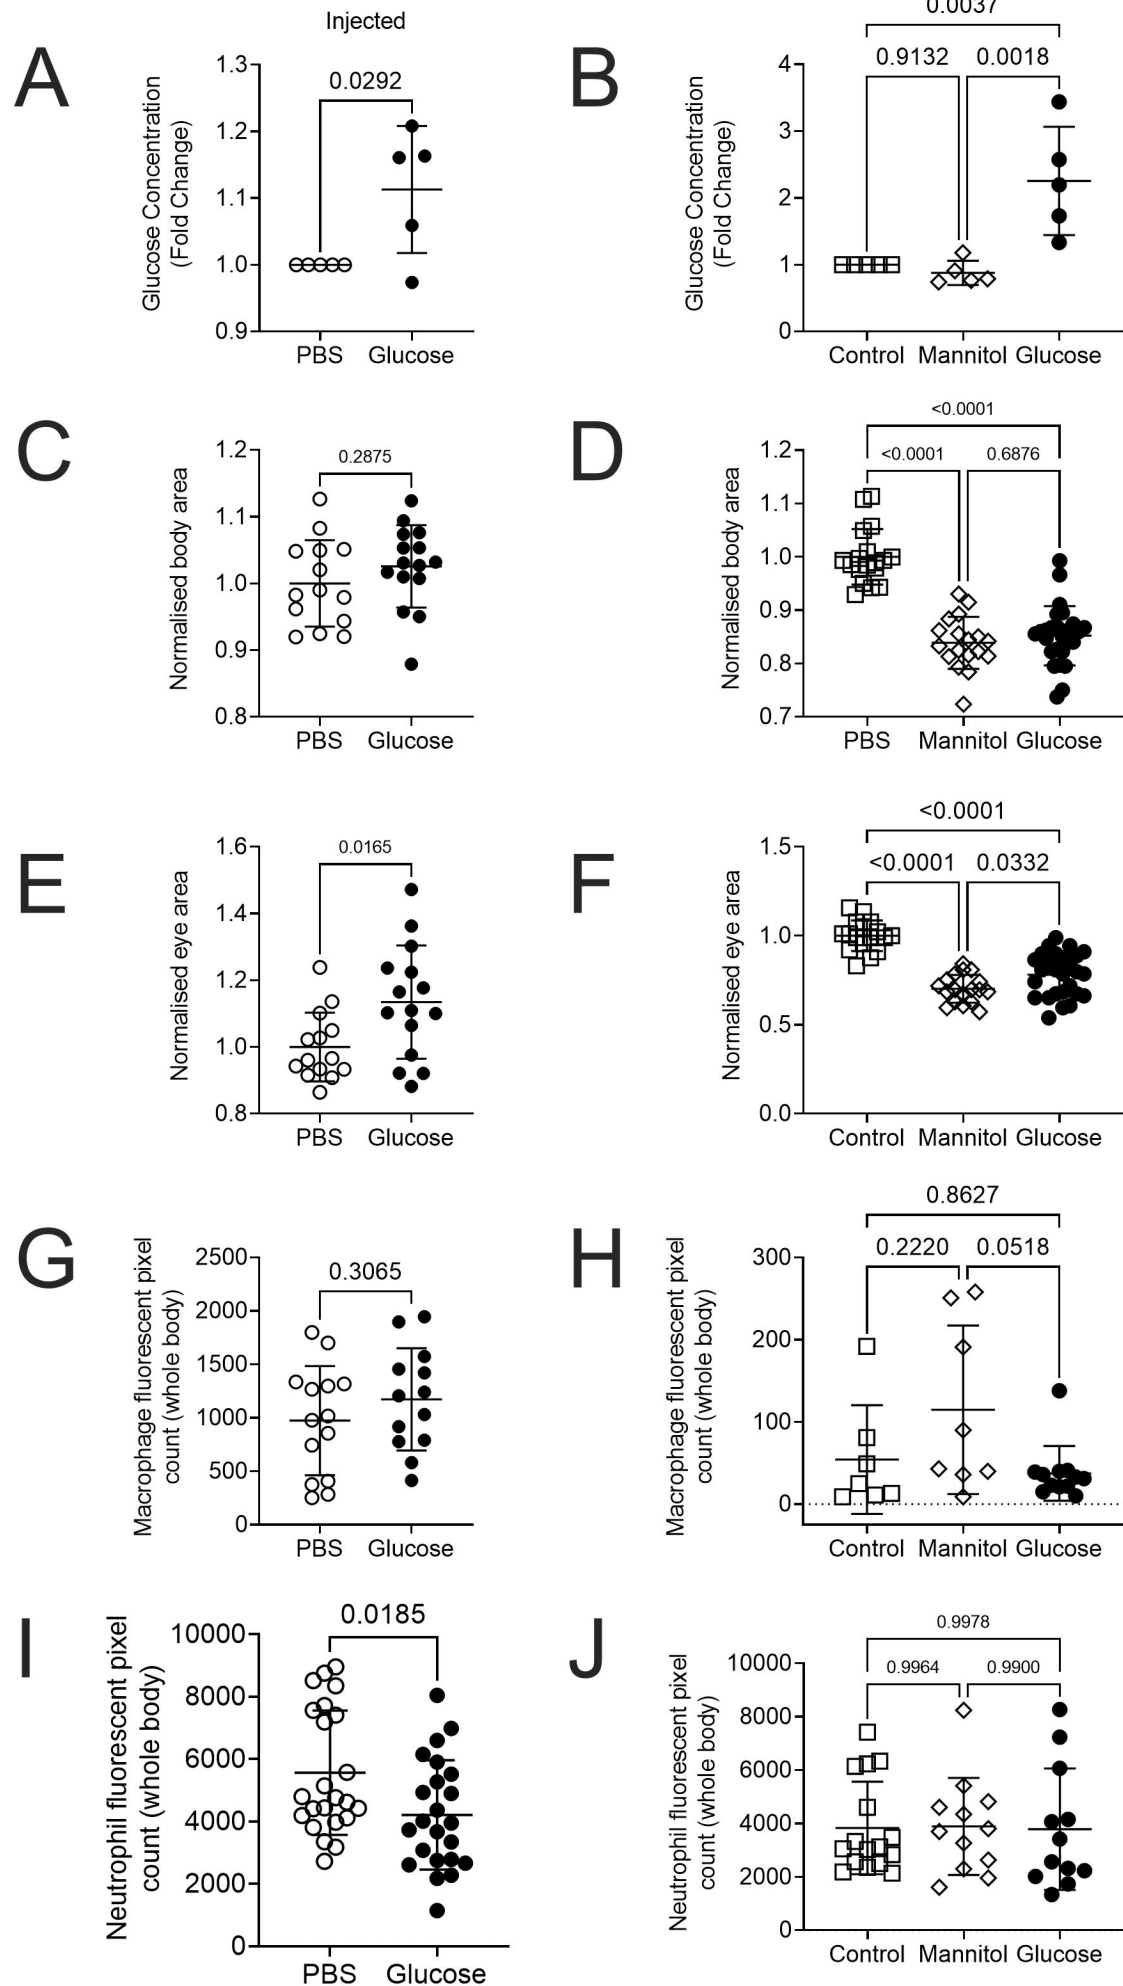 Injected
A
Glucose Concentration
(Fold Change)
1.3
1.2
1.1
1.0
0.9
0.0292
PBS
Glucose
B
Glucose Concentration
(Fold Change)
4
3
2
1
0
0.0037
0.9132
0.0018
Control
Mannitol
Glucose
C
Normalised body area
1.2
1.1
1.0
0.9
0.8
0.2875
PBS
Glucose
D
Normalised body area
1.2
1.1
1.0
0.9
0.8
0.7
<0.0001
<0.0001
0.6876
PBS
Mannitol
Glucose
E
Normalised eye area
1.6
1.4
1.2
1.0
0.8
0.0165
PBS
Glucose
F
Normalised eye area
1.5
1.0
0.5
0.0
<0.0001
<0.0001
0.0332
Control
Mannitol
Glucose
G
Macrophage fluorescent pixel
count (whole body)
2500
2000
1500
1000
500
0
0.3065
PBS
Glucose
H
Macrophage fluorescent pixel
count (whole body)
300
200
100
0
0.8627
0.2220
0.0518
Control
Mannitol
Glucose
I
Neutrophil fluorescent pixel
count (whole body)
10000
8000
6000
4000
2000
0
0.0185
PBS
Glucose
J
Neutrophil fluorescent pixel
count (whole body)
10000
8000
6000
4000
2000
0
0.9978
0.9964
0.9900
Control
Mannitol
Glucose